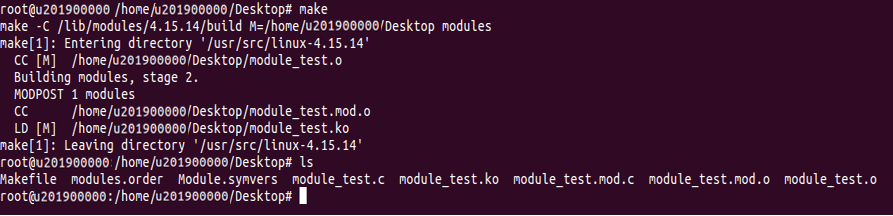 root@u201900000 /home/u201900000/Desktop# make
make -C /lib/modules/4.15.14/build M=/home/u201900000/Desktop modules
make[1]: Entering directory '/usr/src/linux-4.15.14'
  CC [M]  /home/u201900000/Desktop/module_test.o
  Building modules, stage 2.
  MODPOST 1 modules
  CC      /home/u201900000/Desktop/module_test.mod.o
  LD [M]  /home/u201900000/Desktop/module_test.ko
make[1]: Leaving directory '/usr/src/linux-4.15.14'
root@u201900000:/home/u201900000/Desktop# ls
Makefile  modules.order  Module.symvers  module_test.c  module_test.ko  module_test.mod.c  module_test.mod.o  module_test.o
root@u201900000:/home/u201900000/Desktop#